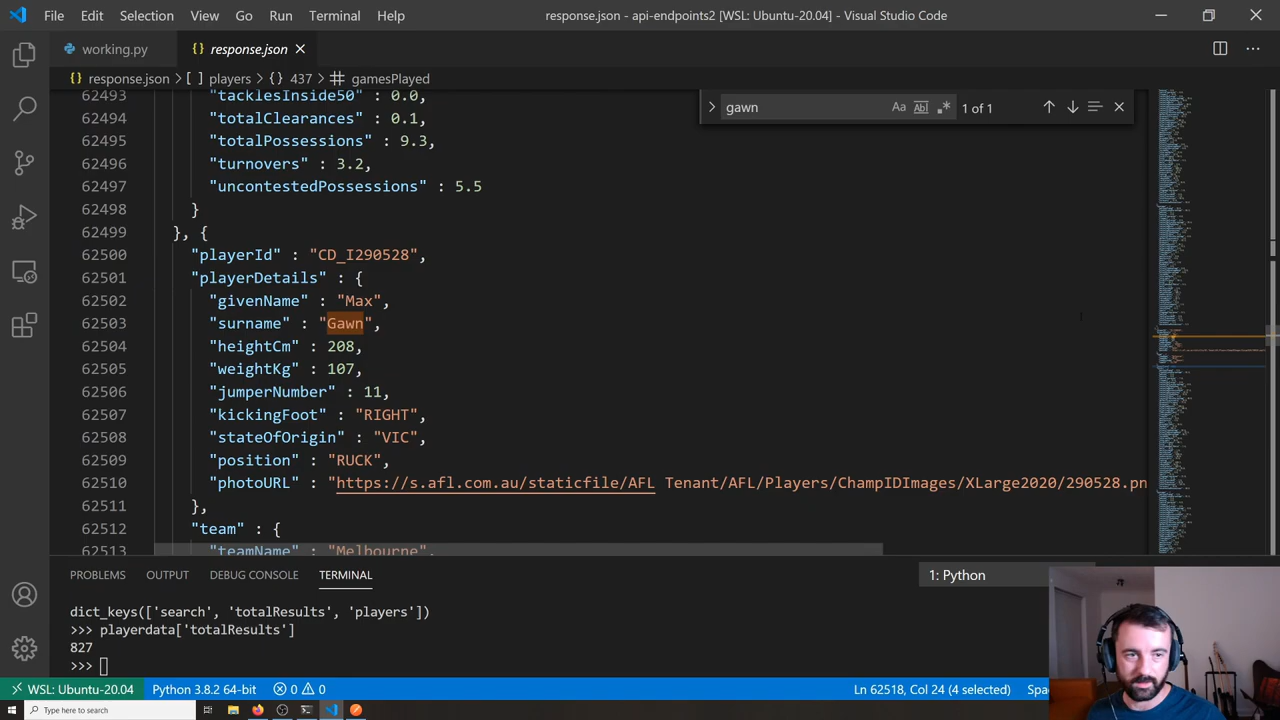 File Edit Selection View Go Run Terminal Help response.json - api-endpoints2 [WSL: Ubuntu-20.04] - Visual Studio Code
working.py {} response.json
{} response.json > [ ] players > {} 437 > # gamesPlayed
gawn Aa Abl .* 1 of 1
62493 "tacklesInside50" : 0.0,
62494 "totalClearances" : 0.1,
62495 "totalPossessions" : 9.3,
62496 "turnovers" : 3.2,
62497 "uncontestedPossessions" : 5.5
62498 }
62499 }, {
62500 "playerId" : "CD_I290528",
62501 "playerDetails" : {
62502 "givenName" : "Max",
62503 "surname" : "Gawn",
62504 "heightCm" : 208,
62505 "weightKg" : 107,
62506 "jumperNumber" : 11,
62507 "kickingFoot" : "RIGHT",
62508 "stateOfOrigin" : "VIC",
62509 "position" : "RUCK",
62510 "photoURL" : "https://s.afl.com.au/staticfile/AFL Tenant/AFL/Players/ChampIDImages/XLarge2020/290528.pn
62511 },
62512 "team" : {
62513 "teamName" : "Melbourne",
PROBLEMS OUTPUT DEBUG CONSOLE TERMINAL 1: Python
dict_keys(['search', 'totalResults', 'players'])
>>> playerdata['totalResults']
827
>>>
WSL: Ubuntu-20.04 Python 3.8.2 64-bit 0 0 Ln 62518, Col 24 (4 selected) Spa
Type here to search